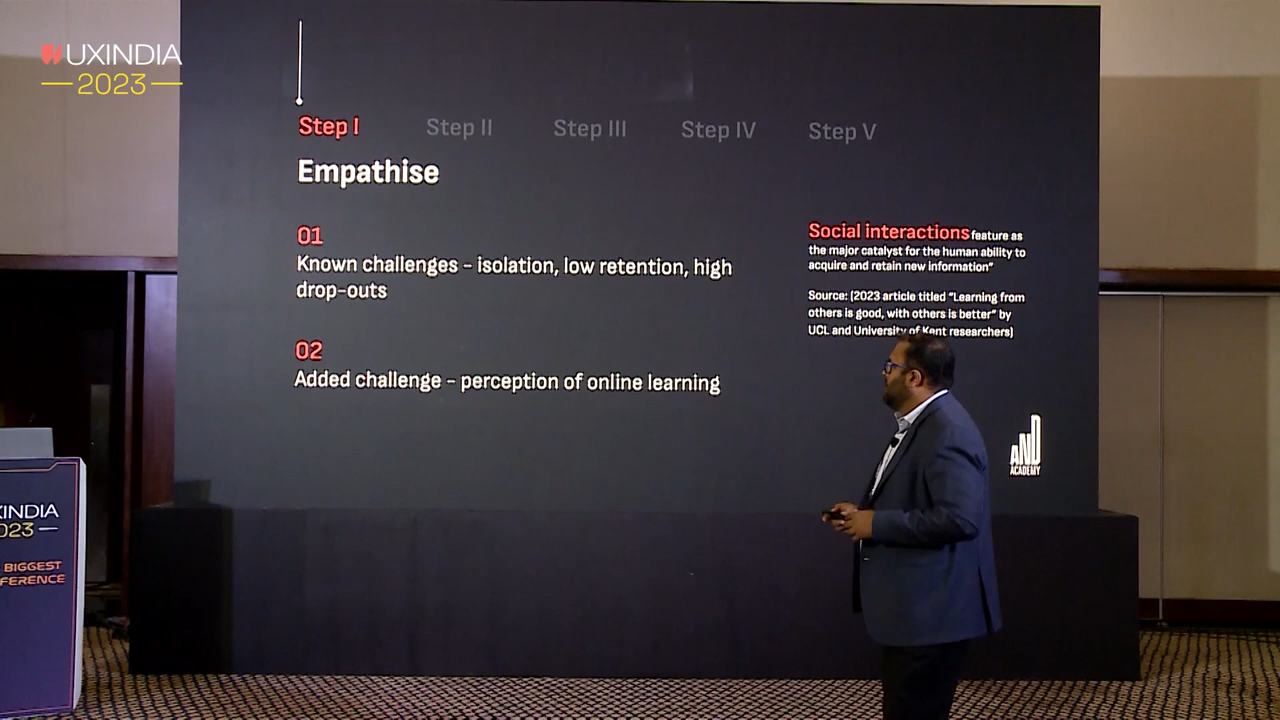 UXINDIA
2023
Step I
Step II
Step III
Step IV
Step V
Empathise
01
Known challenges – isolation, low retention, high
drop-outs
02
Added challenge – perception of online learning
Social interactions feature as
the major catalyst for the human ability to
acquire and retain new information"
Source: (2023 article titled "Learning from
others is good, with others is better" by
UCL and University of Kent researchers)
AND
ACADEMY
XINDIA
023
BIGGEST
FERENCE